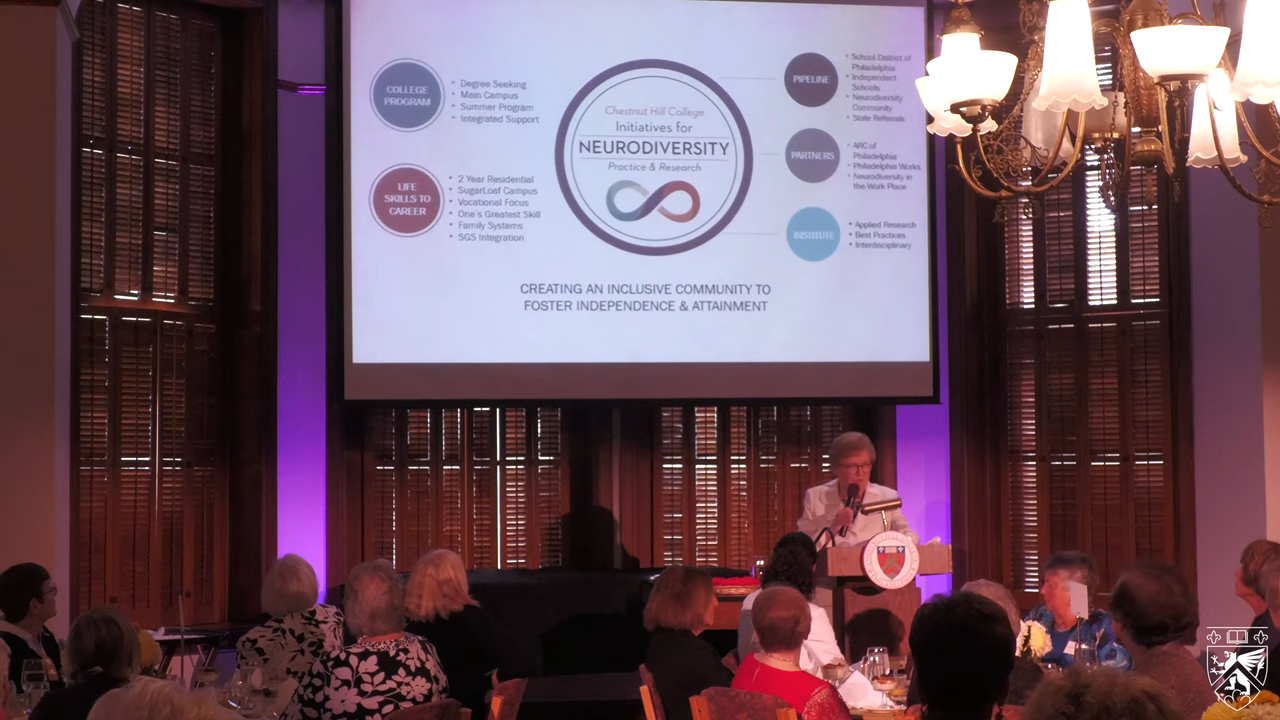 COLLEGE
PROGRAM
• Degree Seeking
• Main Campus
• Summer Program
• Integrated Support
LIFE
SKILLS TO
CAREER
• 2 Year Residential
• SugarLoaf Campus
• Vocational Focus
• One's Greatest Skill
• Family Systems
• SGS Integration
Chestnut Hill College
Initiatives for
NEURODIVERSITY
Practice & Research
PIPELINE
• School District of
Philadelphia
• Independent
Schools
• Neurodiversity
Community
• State Referrals
PARTNERS
• ARC of
Philadelphia
• Philadelphia Works
• Neurodiversity in
the Work Place
INSTITUTE
• Applied Research
• Best Practices
• Interdisciplinary
CREATING AN INCLUSIVE COMMUNITY TO
FOSTER INDEPENDENCE & ATTAINMENT